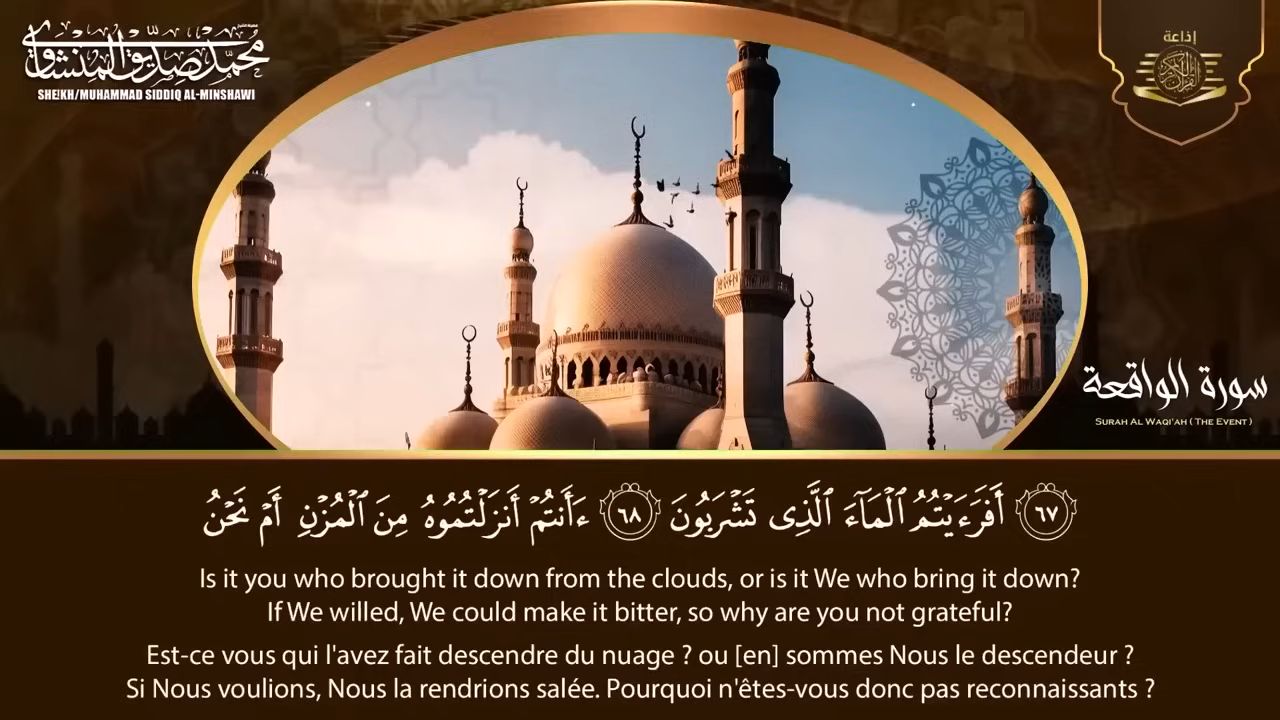 محمد صديق المنشاوي
SHEIKH/MUHAMMAD SIDDIQ AL-MINSHAWI
إذاعة
القرآن الكريم
سورة الواقعة
SURAH AL WAQI'AH ( THE EVENT )
٦٧ أَفَرَءَيْتُمُ ٱلْمَآءَ ٱلَّذِى تَشْرَبُونَ ٦٨ ءَأَنتُمْ أَنزَلْتُمُوهُ مِنَ ٱلْمُزْنِ أَمْ نَحْنُ
Is it you who brought it down from the clouds, or is it We who bring it down?
If We willed, We could make it bitter, so why are you not grateful?
Est-ce vous qui l'avez fait descendre du nuage ? ou [en] sommes Nous le descendeur ?
Si Nous voulions, Nous la rendrions salée. Pourquoi n'êtes-vous donc pas reconnaissants ?